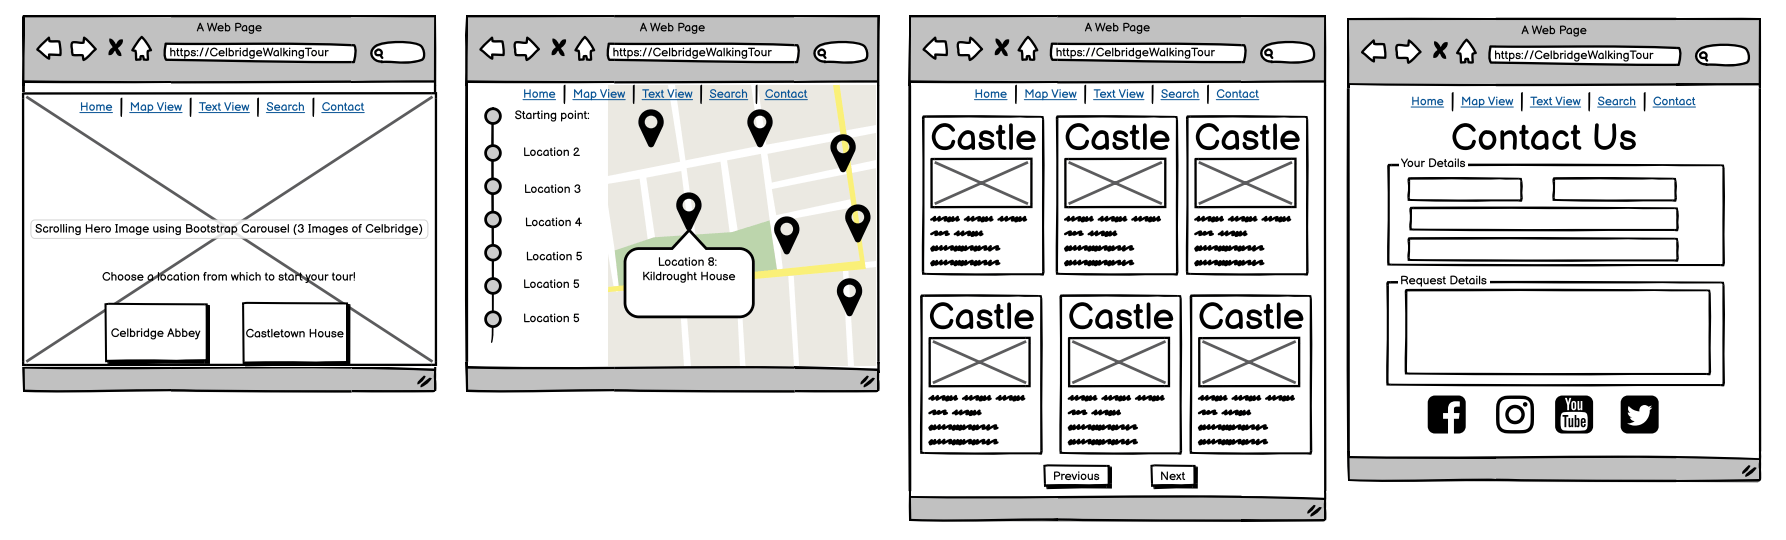 A Web Page
https://CelbridgeWalkingTour
Home | Map View | Text View | Search | Contact
Scrolling Hero Image using Bootstrap Carousel (3 Images of Celbridge)
Choose a location from which to start your tour!
Celbridge Abbey
Castletown House
A Web Page
https://CelbridgeWalkingTour
Home | Map View | Text View | Search | Contact
Starting point:
Location 2
Location 3
Location 4
Location 5
Location 5
Location 5
Location 8:
Kildrought House
A Web Page
https://CelbridgeWalkingTour
Home | Map View | Text View | Search | Contact
Castle
Castle
Castle
Castle
Castle
Castle
Previous
Next
A Web Page
https://CelbridgeWalkingTour
Home | Map View | Text View | Search | Contact
Contact Us
Your Details
Request Details
You
Tube